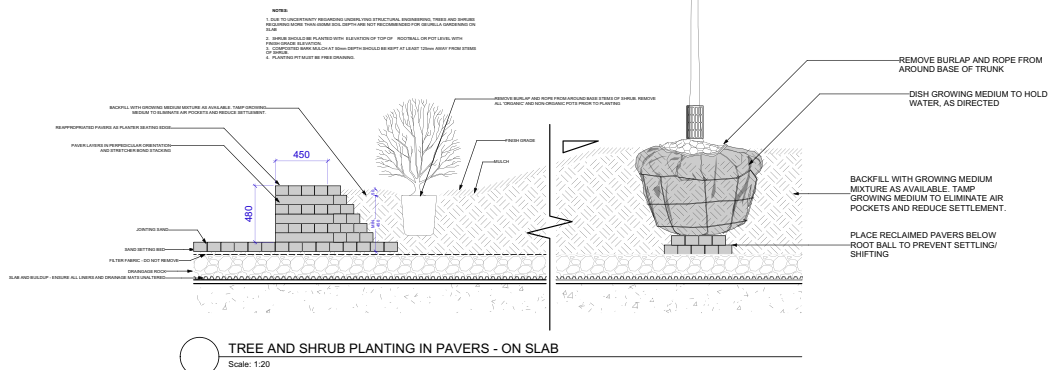 NOTES:
1. DUE TO UNCERTAINTY REGARDING UNDERLYING STRUCTURAL ENGINEERING, TREES AND SHRUBS
REQUIRING MORE THAN 450MM SOIL DEPTH ARE NOT RECOMMENDED FOR GEURILLA GARDENING ON
SLAB
2. SHRUB SHOULD BE PLANTED WITH ELEVATION OF TOP OF ROOTBALL OR POT LEVEL WITH
FINISH GRADE ELEVATION.
3. COMPOSTED BARK MULCH AT 50mm DEPTH SHOULD BE KEPT AT LEAST 125mm AWAY FROM STEMS
OF SHRUB.
4. PLANTING PIT MUST BE FREE DRAINING.
BACKFILL WITH GROWING MEDIUM MIXTURE AS AVAILABLE. TAMP GROWING
MEDIUM TO ELIMINATE AIR POCKETS AND REDUCE SETTLEMENT.
REAPPROPRIATED PAVERS AS PLANTER SEATING EDGE
PAVER LAYERS IN PERPEDICULAR ORIENTATION
AND STRETCHER BOND STACKING
450
480
JOINTING SAND
SAND SETTING BED
FILTER FABRIC - DO NOT REMOVE
DRAINGAGE ROCK
SLAB AND BUILDUP - ENSURE ALL LINERS AND DRAINAGE MATS UNALTERED
REMOVE BURLAP AND ROPE FROM AROUND BASE STEMS OF SHRUB. REMOVE
ALL 'ORGANIC' AND NON-ORGANIC POTS PRIOR TO PLANTING
FINISH GRADE
MULCH
REMOVE BURLAP AND ROPE FROM
AROUND BASE OF TRUNK
DISH GROWING MEDIUM TO HOLD
WATER, AS DIRECTED
BACKFILL WITH GROWING MEDIUM
MIXTURE AS AVAILABLE. TAMP
GROWING MEDIUM TO ELIMINATE AIR
POCKETS AND REDUCE SETTLEMENT.
PLACE RECLAIMED PAVERS BELOW
ROOT BALL TO PREVENT SETTLING/
SHIFTING
TREE AND SHRUB PLANTING IN PAVERS - ON SLAB
Scale: 1:20